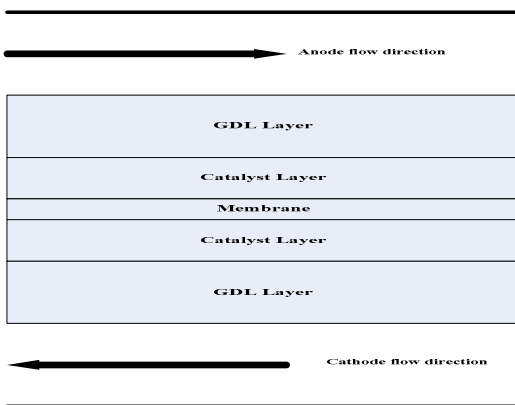 Anode flow direction
GDL Layer
Catalyst Layer
Membrane
Catalyst Layer
GDL Layer
Cathode flow direction